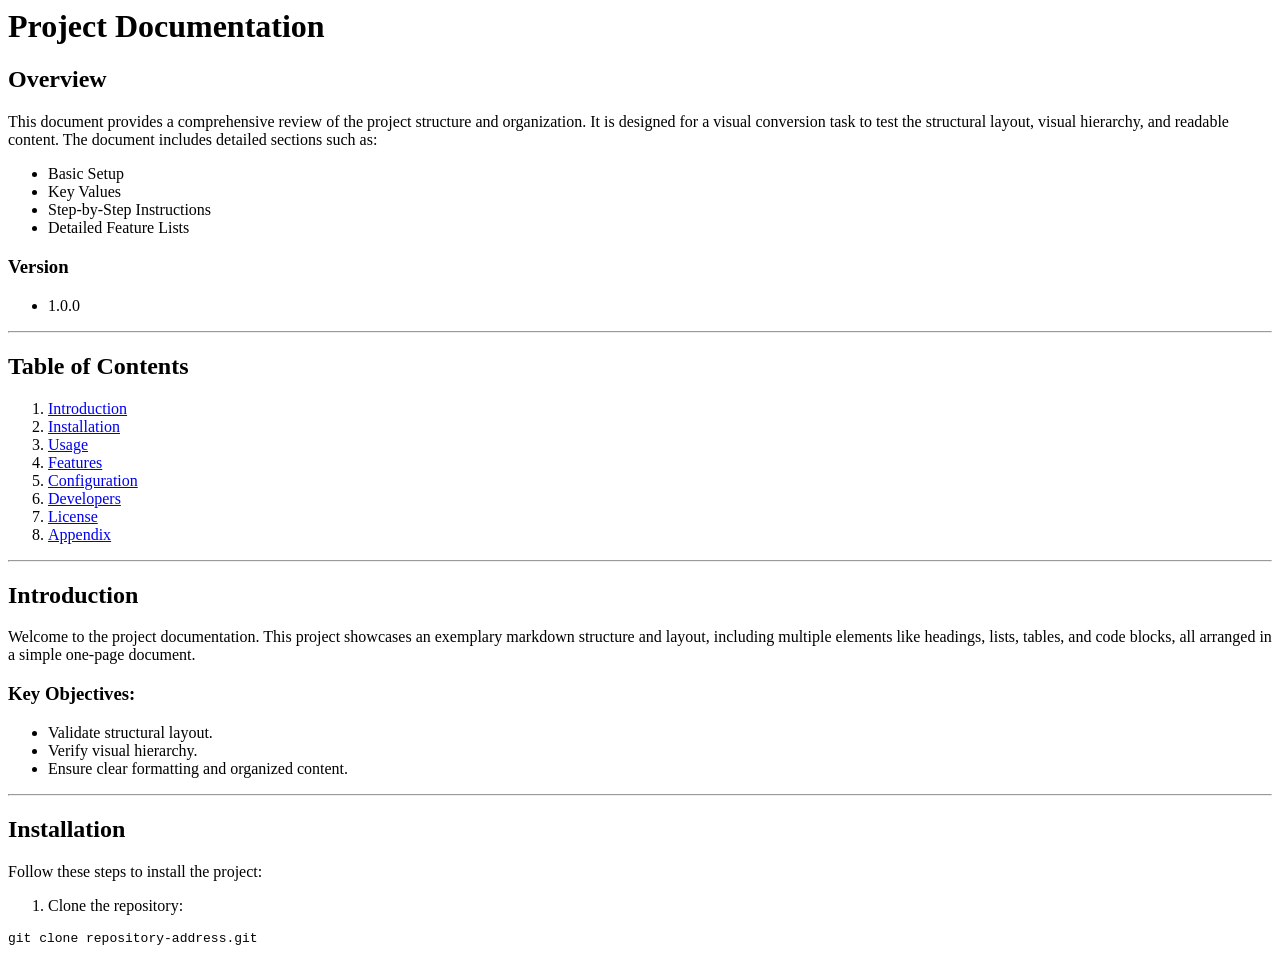 Project Documentation
Overview
This document provides a comprehensive review of the project structure and organization. It is designed for a visual conversion task to test the structural layout, visual hierarchy, and readable
content. The document includes detailed sections such as:
• Basic Setup
• Key Values
• Step-by-Step Instructions
• Detailed Feature Lists
Version
• 1.0.0
Table of Contents
1. Introduction
2. Installation
3. Usage
4. Features
5. Configuration
6. Developers
7. License
8. Appendix
Introduction
Welcome to the project documentation. This project showcases an exemplary markdown structure and layout, including multiple elements like headings, lists, tables, and code blocks, all arranged in
a simple one-page document.
Key Objectives:
• Validate structural layout.
• Verify visual hierarchy.
• Ensure clear formatting and organized content.
Installation
Follow these steps to install the project:
1. Clone the repository:
git clone repository-address.git